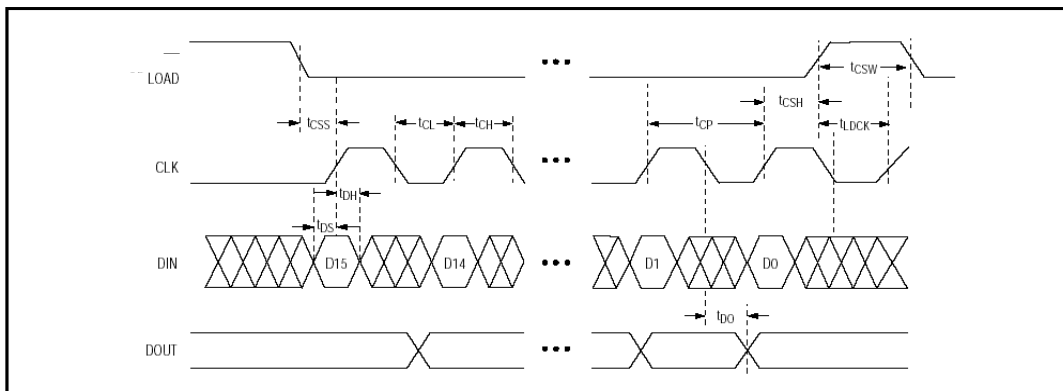 LOAD
tCSS
tCL
tCH
tCP
tCSH
tCSW
tLDCK
CLK
tDH
tDS
DIN
D15
D14
D1
D0
tDO
DOUT